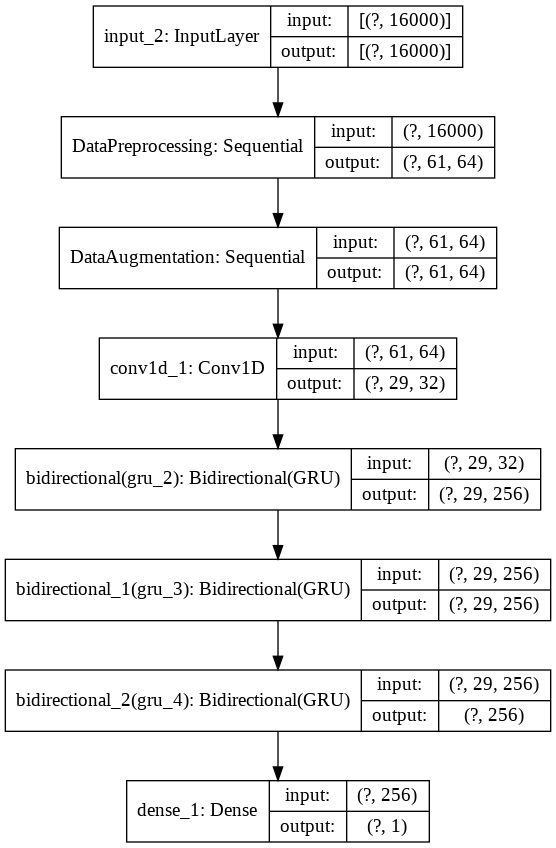 input_2: InputLayer
input: [(?, 16000)]
output: [(?, 16000)]
DataPreprocessing: Sequential
input: (?, 16000)
output: (?, 61, 64)
DataAugmentation: Sequential
input: (?, 61, 64)
output: (?, 61, 64)
conv1d_1: Conv1D
input: (?, 61, 64)
output: (?, 29, 32)
bidirectional(gru_2): Bidirectional(GRU)
input: (?, 29, 32)
output: (?, 29, 256)
bidirectional_1(gru_3): Bidirectional(GRU)
input: (?, 29, 256)
output: (?, 29, 256)
bidirectional_2(gru_4): Bidirectional(GRU)
input: (?, 29, 256)
output: (?, 256)
dense_1: Dense
input: (?, 256)
output: (?, 1)